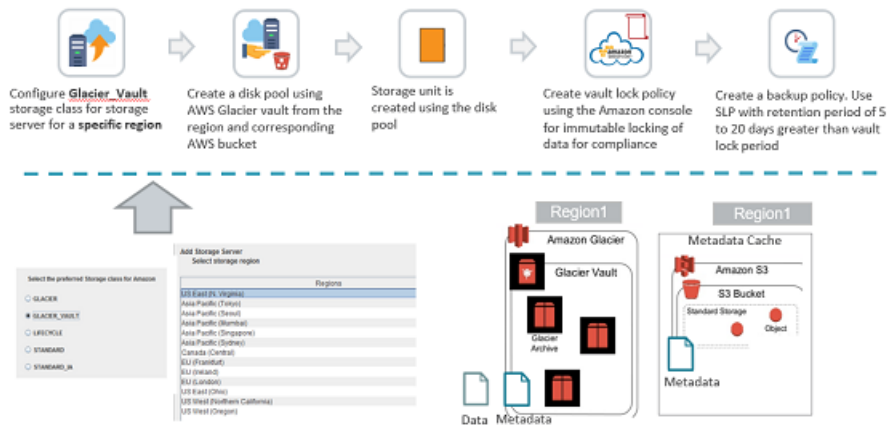 Configure Glacier_Vault
storage class for storage
server for a specific region
Create a disk pool using
AWS Glacier vault from the
region and corresponding
AWS bucket
Storage unit is
created using the disk
pool
amazon
Create vault lock policy
using the Amazon console
for immutable locking of
data for compliance
Create a backup policy. Use
SLP with retention period of 5
to 20 days greater than vault
lock period
Select the preferred Storage class for Amazon
GLACIER
GLACIER_VAULT
LIFECYCLE
STANDARD
STANDARD_IA
Add Storage Server
Select storage region
Regions
US East (N. Virginia)
Asia Pacific (Tokyo)
Asia Pacific (Seoul)
Asia Pacific (Mumbai)
Asia Pacific (Singapore)
Asia Pacific (Sydney)
Canada (Central)
EU (Frankfurt)
EU (Ireland)
EU (London)
US East (Ohio)
US West (Northern California)
US West (Oregon)
Region1
Amazon Glacier
Glacier Vault
Glacier
Archive
Data
Metadata
Region1
Metadata Cache
Amazon S3
S3 Bucket
Standard Storage
Object
Metadata